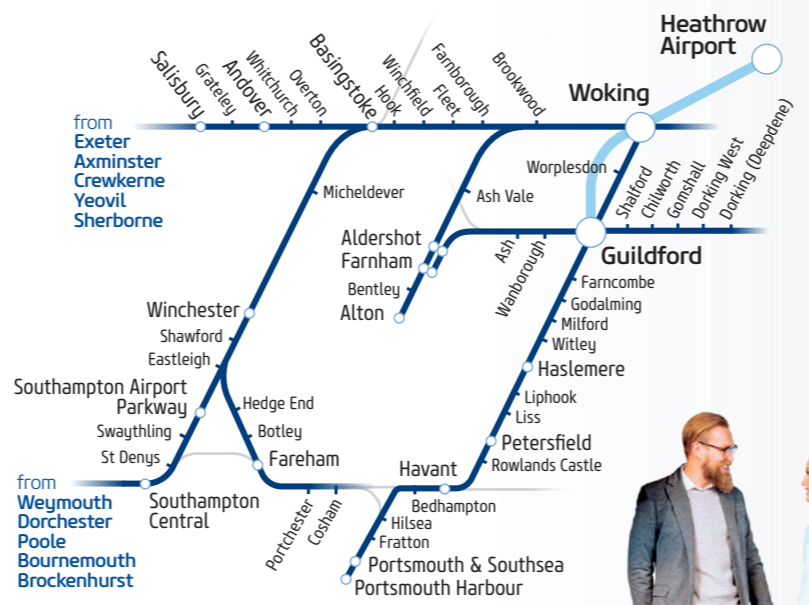 Heathrow
Airport
Woking
Salisbury
Grateley
Andover
Whitchurch
Overton
Basingstoke
Hook
Winchfield
Fleet
Farnborough
Brookwood
from
Exeter
Axminster
Crewkerne
Yeovil
Sherborne
Worplesdon
Shalford
Chilworth
Gomshall
Dorking West
Dorking (Deepdene)
Micheldever
Ash Vale
Aldershot
Farnham
Bentley
Alton
Ash
Wanborough
Guildford
Farncombe
Godalming
Milford
Witley
Haslemere
Liphook
Liss
Petersfield
Rowlands Castle
Winchester
Shawford
Eastleigh
Southampton Airport
Parkway
Swaythling
St Denys
Hedge End
Botley
Fareham
Southampton
Central
from
Weymouth
Dorchester
Poole
Bournemouth
Brockenhurst
Portchester
Cosham
Havant
Bedhampton
Hilsea
Fratton
Portsmouth & Southsea
Portsmouth Harbour